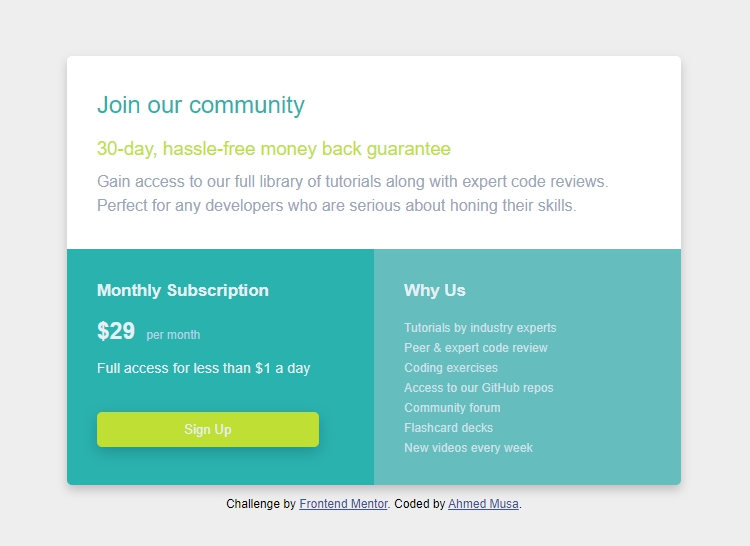 Join our community
30-day, hassle-free money back guarantee
Gain access to our full library of tutorials along with expert code reviews.
Perfect for any developers who are serious about honing their skills.
Monthly Subscription
$29 per month
Full access for less than $1 a day
Sign Up
Why Us
Tutorials by industry experts
Peer & expert code review
Coding exercises
Access to our GitHub repos
Community forum
Flashcard decks
New videos every week
Challenge by Frontend Mentor. Coded by Ahmed Musa.